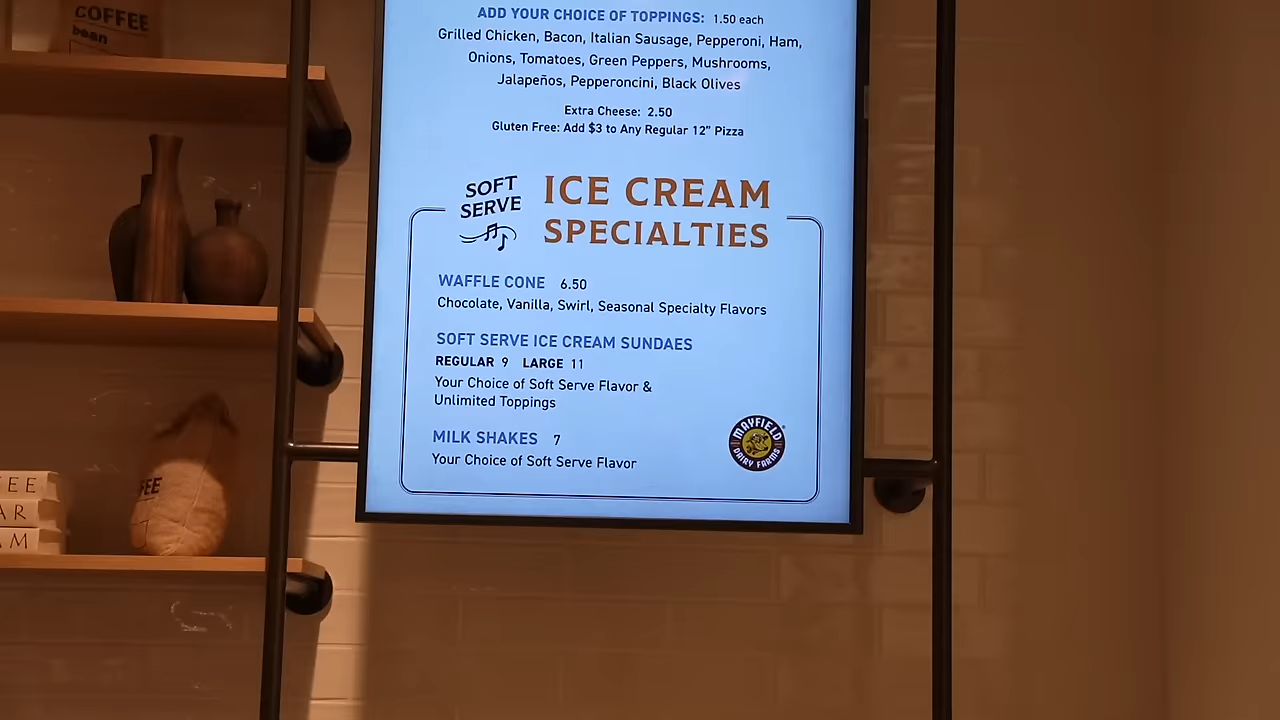 COFFEE
bean
ADD YOUR CHOICE OF TOPPINGS: 1.50 each
Grilled Chicken, Bacon, Italian Sausage, Pepperoni, Ham,
Onions, Tomatoes, Green Peppers, Mushrooms,
Jalapeños, Pepperoncini, Black Olives
Extra Cheese: 2.50
Gluten Free: Add $3 to Any Regular 12" Pizza
SOFT
SERVE
ICE CREAM
SPECIALTIES
WAFFLE CONE 6.50
Chocolate, Vanilla, Swirl, Seasonal Specialty Flavors
SOFT SERVE ICE CREAM SUNDAES
REGULAR 9 LARGE 11
Your Choice of Soft Serve Flavor &
Unlimited Toppings
MILK SHAKES 7
Your Choice of Soft Serve Flavor
MAYFIELD
DAIRY FARMS
FEE
EE
AR
AM